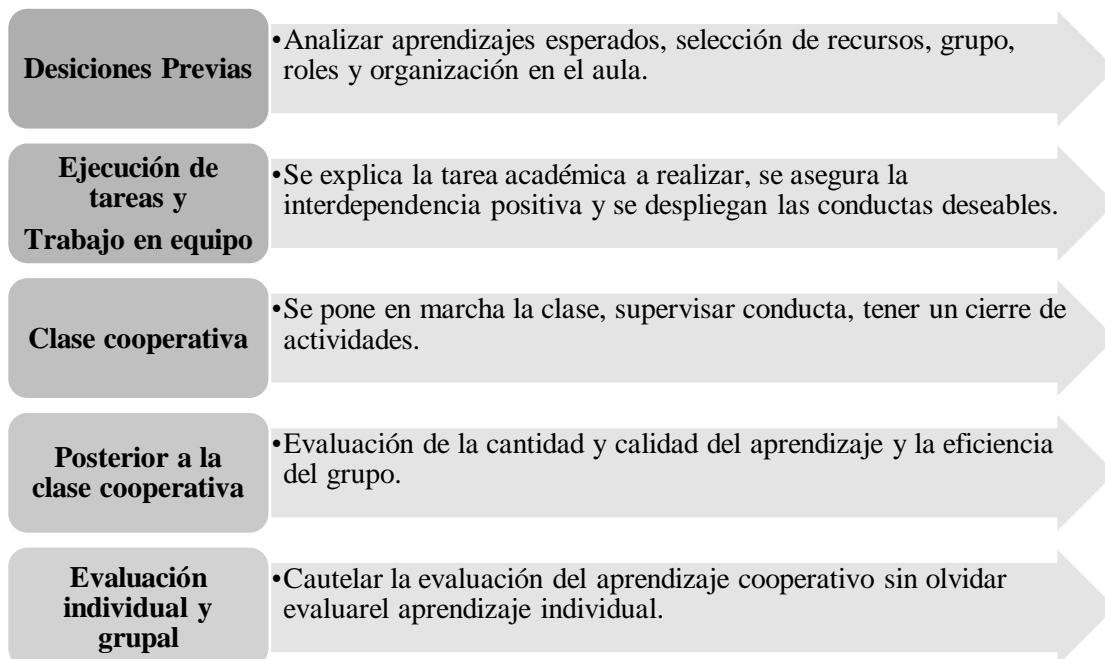 Desiciones Previas
•Analizar aprendizajes esperados, selección de recursos, grupo,
roles y organización en el aula.
Ejecución de
tareas y
Trabajo en equipo
•Se explica la tarea académica a realizar, se asegura la
interdependencia positiva y se despliegan las conductas deseables.
Clase cooperativa
•Se pone en marcha la clase, supervisar conducta, tener un cierre de
actividades.
Posterior a la
clase cooperativa
•Evaluación de la cantidad y calidad del aprendizaje y la eficiencia
del grupo.
Evaluación
individual y
grupal
•Cautelar la evaluación del aprendizaje cooperativo sin olvidar
evaluarel aprendizaje individual.